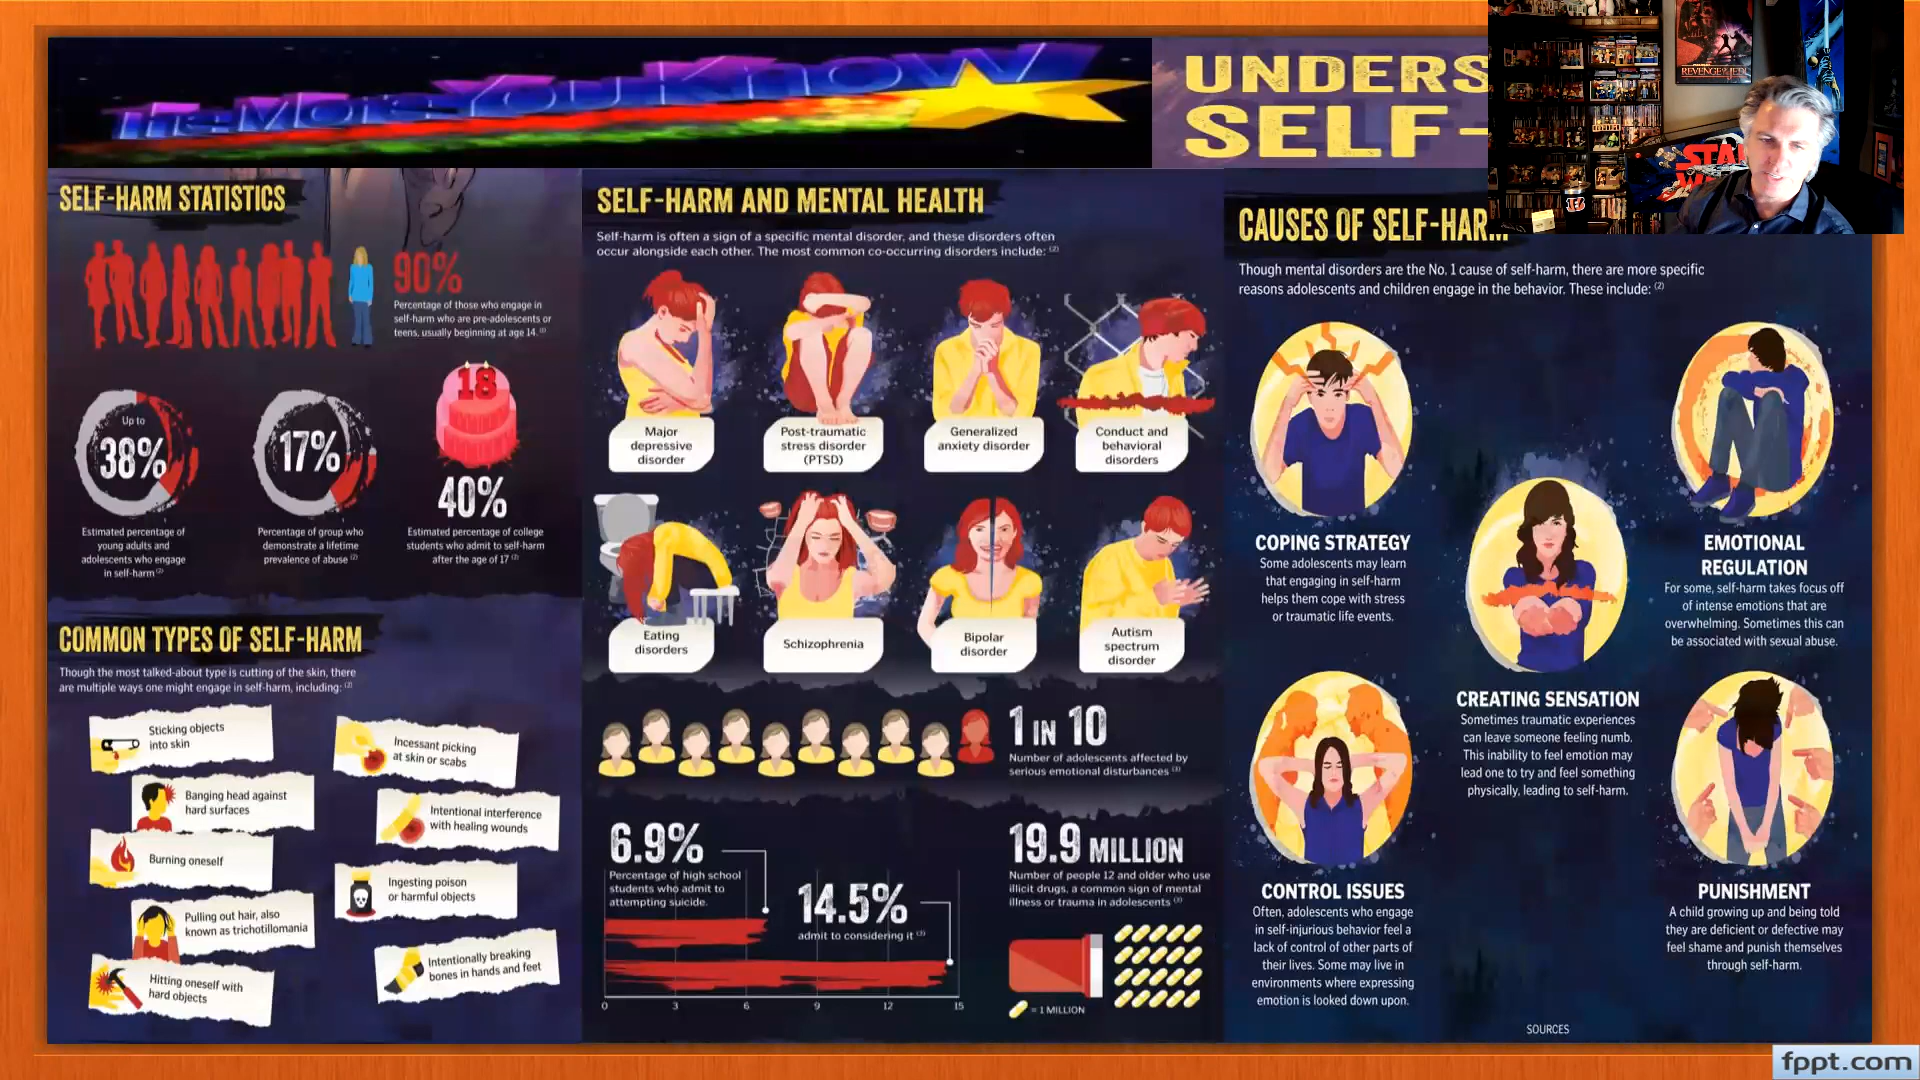 The More You Know
UNDERS
SELF-
REVENGE OF THE JEDI
STAR
SELF-HARM STATISTICS
90%
Percentage of those who engage in
self-harm who are pre-adolescents or
teens, usually beginning at age 14.
Up to
38%
Estimated percentage of
young adults and
adolescents who engage
in self-harm (2)
17%
Percentage of group who
demonstrate a lifetime
prevalence of abuse (2)
18
40%
Estimated percentage of college
students who admit to self-harm
after the age of 17 (2)
COMMON TYPES OF SELF-HARM
Though the most talked-about type is cutting of the skin, there
are multiple ways one might engage in self-harm, including: (2)
Sticking objects
into skin
Banging head against
hard surfaces
Burning oneself
Pulling out hair, also
known as trichotillomania
Hitting oneself with
hard objects
Incessant picking
at skin or scabs
Intentional interference
with healing wounds
Ingesting poison
or harmful objects
Intentionally breaking
bones in hands and feet
SELF-HARM AND MENTAL HEALTH
Self-harm is often a sign of a specific mental disorder, and these disorders often
occur alongside each other. The most common co-occurring disorders include: (2)
Major
depressive
disorder
Post-traumatic
stress disorder
(PTSD)
Generalized
anxiety disorder
Conduct and
behavioral
disorders
Eating
disorders
Schizophrenia
Bipolar
disorder
Autism
spectrum
disorder
1 IN 10
Number of adolescents affected by
serious emotional disturbances (3)
6.9%
Percentage of high school
students who admit to
attempting suicide.
14.5%
admit to considering it (3)
0 3 6 9 12 15
19.9 MILLION
Number of people 12 and older who use
illicit drugs, a common sign of mental
illness or trauma in adolescents (3)
= 1 MILLION
CAUSES OF SELF-HAR...
Though mental disorders are the No. 1 cause of self-harm, there are more specific
reasons adolescents and children engage in the behavior. These include: (2)
COPING STRATEGY
Some adolescents may learn
that engaging in self-harm
helps them cope with stress
or traumatic life events.
EMOTIONAL
REGULATION
For some, self-harm takes focus off
of intense emotions that are
overwhelming. Sometimes this can
be associated with sexual abuse.
CREATING SENSATION
Sometimes traumatic experiences
can leave someone feeling numb.
This inability to feel emotion may
lead one to try and feel something
physically, leading to self-harm.
CONTROL ISSUES
Often, adolescents who engage
in self-injurious behavior feel a
lack of control of other parts of
their lives. Some may live in
environments where expressing
emotion is looked down upon.
PUNISHMENT
A child growing up and being told
they are deficient or defective may
feel shame and punish themselves
through self-harm.
SOURCES
fppt.com